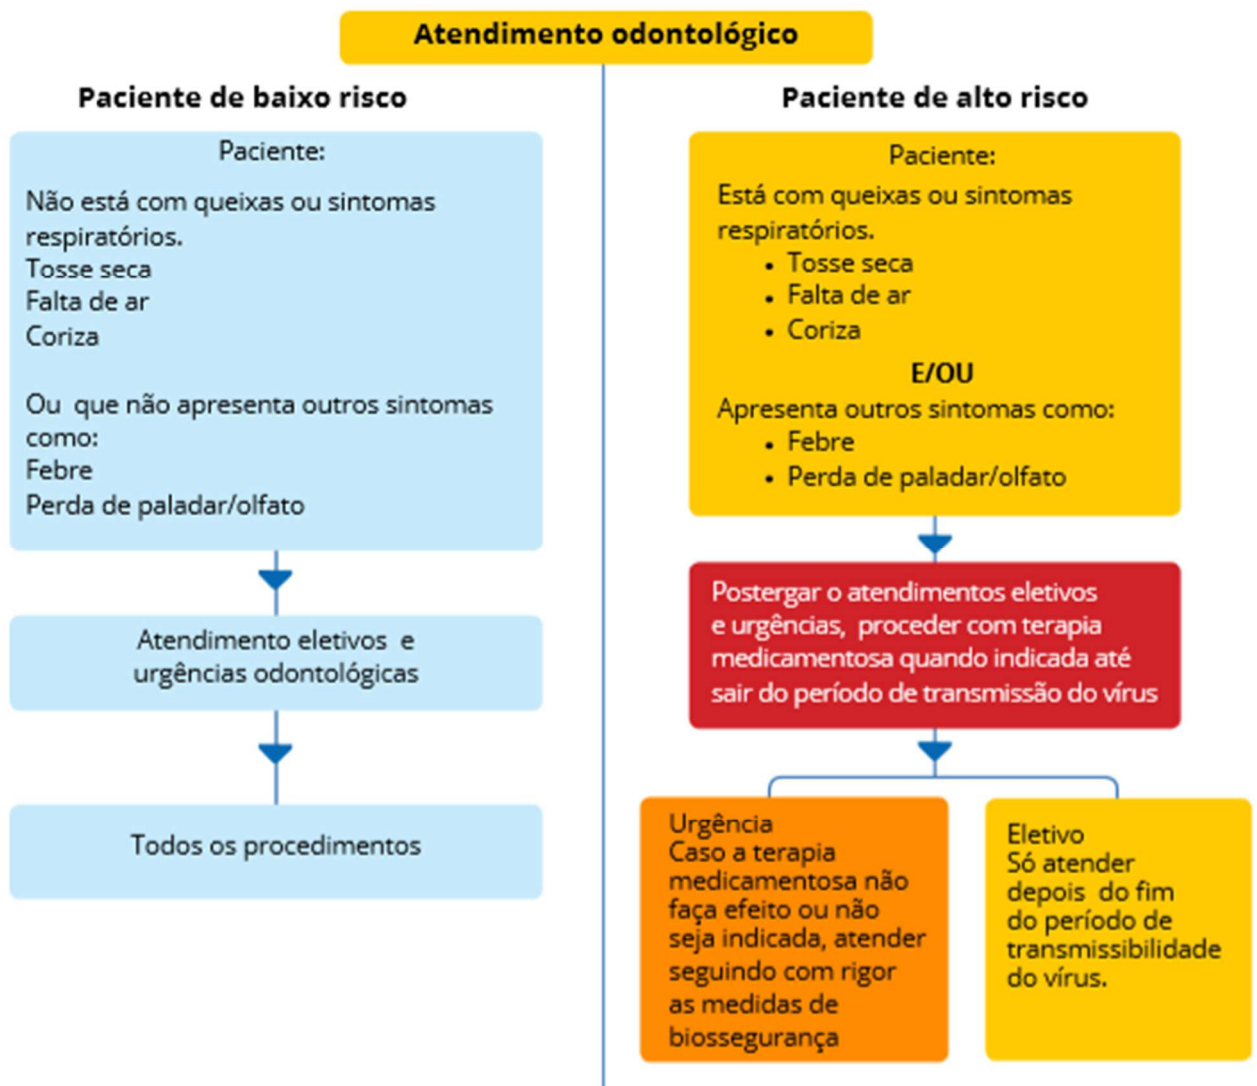 Atendimento odontológico
Paciente de baixo risco
Paciente:
Não está com queixas ou sintomas
respiratórios.
Tosse seca
Falta de ar
Coriza
Ou que não apresenta outros sintomas
como:
Febre
Perda de paladar/olfato
Atendimento eletivos e
urgências odontológicas
Todos os procedimentos
Paciente de alto risco
Paciente:
Está com queixas ou sintomas
respiratórios.
• Tosse seca
• Falta de ar
• Coriza
E/OU
Apresenta outros sintomas como:
• Febre
• Perda de paladar/olfato
Postergar o atendimentos eletivos
e urgências, proceder com terapia
medicamentosa quando indicada até
sair do período de transmissão do vírus
Urgência
Caso a terapia
medicamentosa não
faça efeito ou não
seja indicada, atender
seguindo com rigor
as medidas de
biossegurança
Eletivo
Só atender
depois do fim
do período de
transmissibilidade
do vírus.